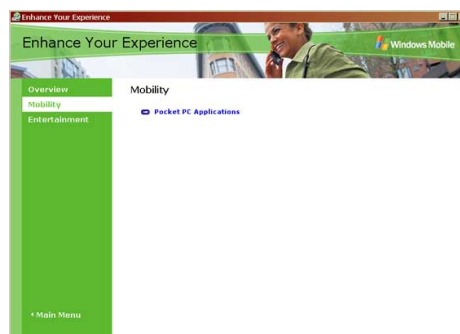 Enhance Your Experience
Enhance Your Experience
Windows Mobile
Overview
Mobility
Entertainment
Mobility
Pocket PC Applications
Main Menu